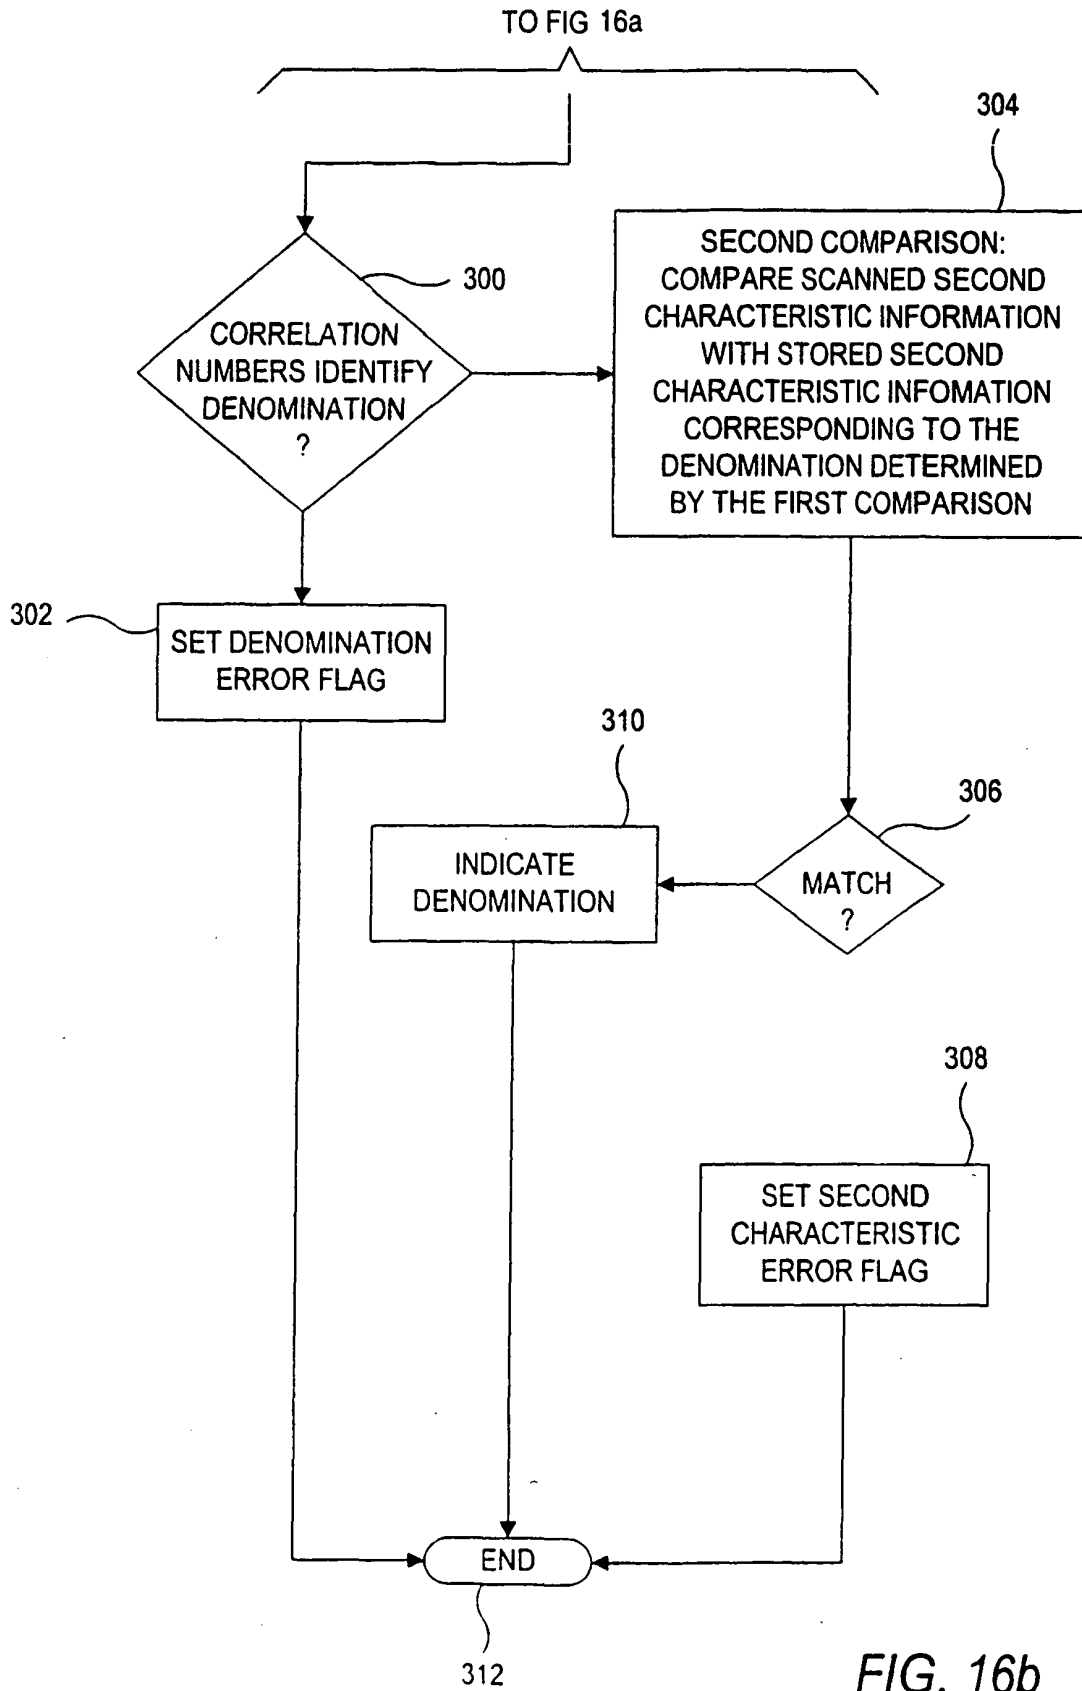 TO FIG 16a
304
300
CORRELATION
NUMBERS IDENTIFY
DENOMINATION
?
SECOND COMPARISON:
COMPARE SCANNED SECOND
CHARACTERISTIC INFORMATION
WITH STORED SECOND
CHARACTERISTIC INFOMATION
CORRESPONDING TO THE
DENOMINATION DETERMINED
BY THE FIRST COMPARISON
302
SET DENOMINATION
ERROR FLAG
310
306
INDICATE
DENOMINATION
MATCH
?
308
SET SECOND
CHARACTERISTIC
ERROR FLAG
END
312
FIG. 16b